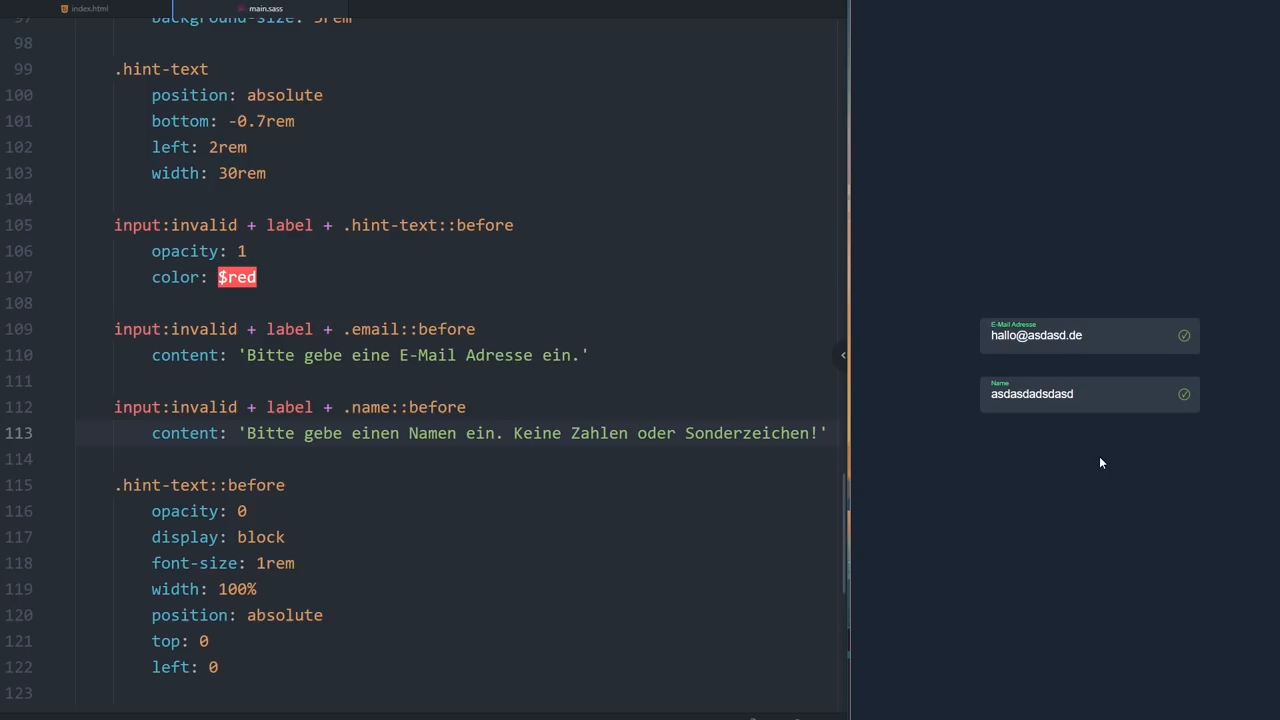 index.html
main.sass
97
background-size: 3rem
98
99 .hint-text
100 position: absolute
101 bottom: -0.7rem
102 left: 2rem
103 width: 30rem
104
105 input:invalid + label + .hint-text::before
106 opacity: 1
107 color: $red
108
109 input:invalid + label + .email::before
110 content: 'Bitte gebe eine E-Mail Adresse ein.'
111
112 input:invalid + label + .name::before
113 content: 'Bitte gebe einen Namen ein. Keine Zahlen oder Sonderzeichen!'
114
115 .hint-text::before
116 opacity: 0
117 display: block
118 font-size: 1rem
119 width: 100%
120 position: absolute
121 top: 0
122 left: 0
123
E-Mail Adresse
hallo@asdasd.de
Name
asdasdadsdasd